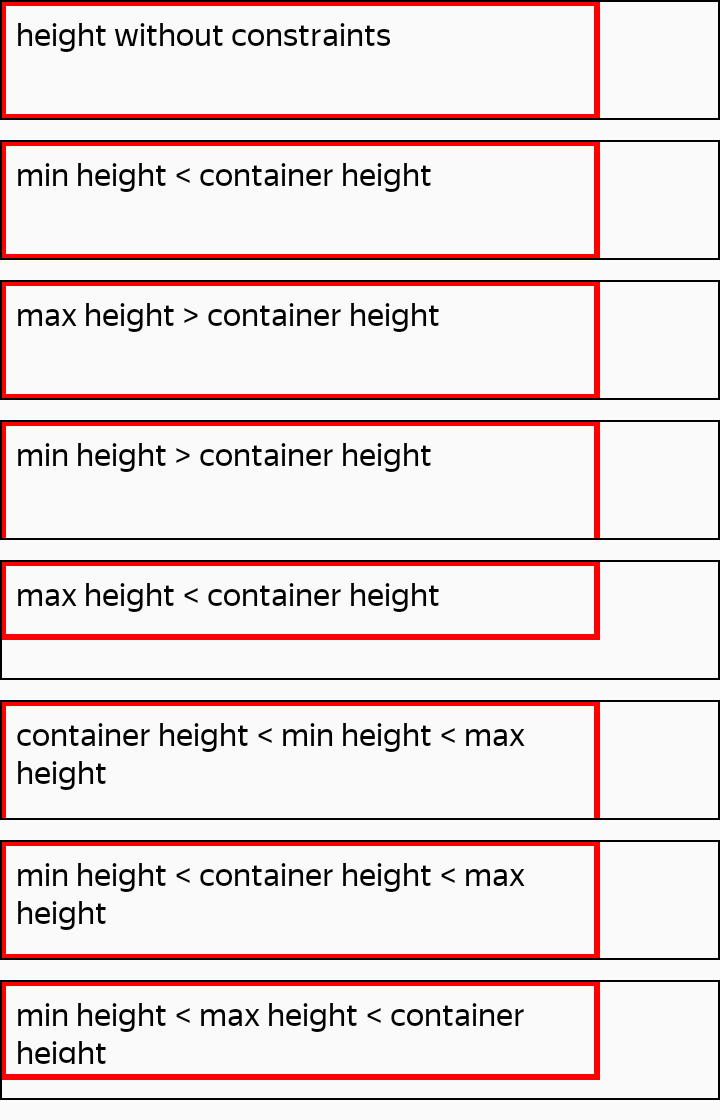 height without constraints
min height < container height
max height > container height
min height > container height
max height < container height
container height < min height < max
height
min height < container height < max
height
min height < max height < container
height